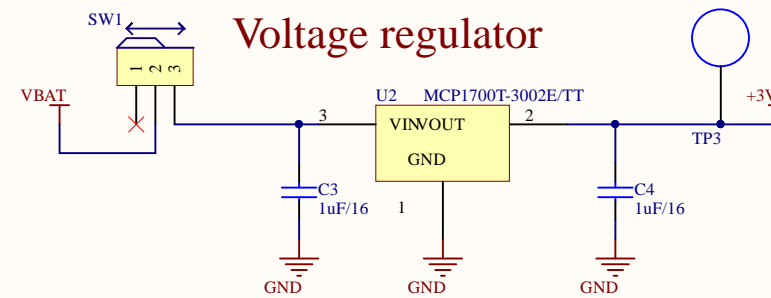 SW1
Voltage regulator
1 2 3
VBAT
U2 MCP1700T-3002E/TT
+3V
3 VIN VOUT 2
TP3
GND
C3
1uF/16
1
C4
1uF/16
GND
GND
GND